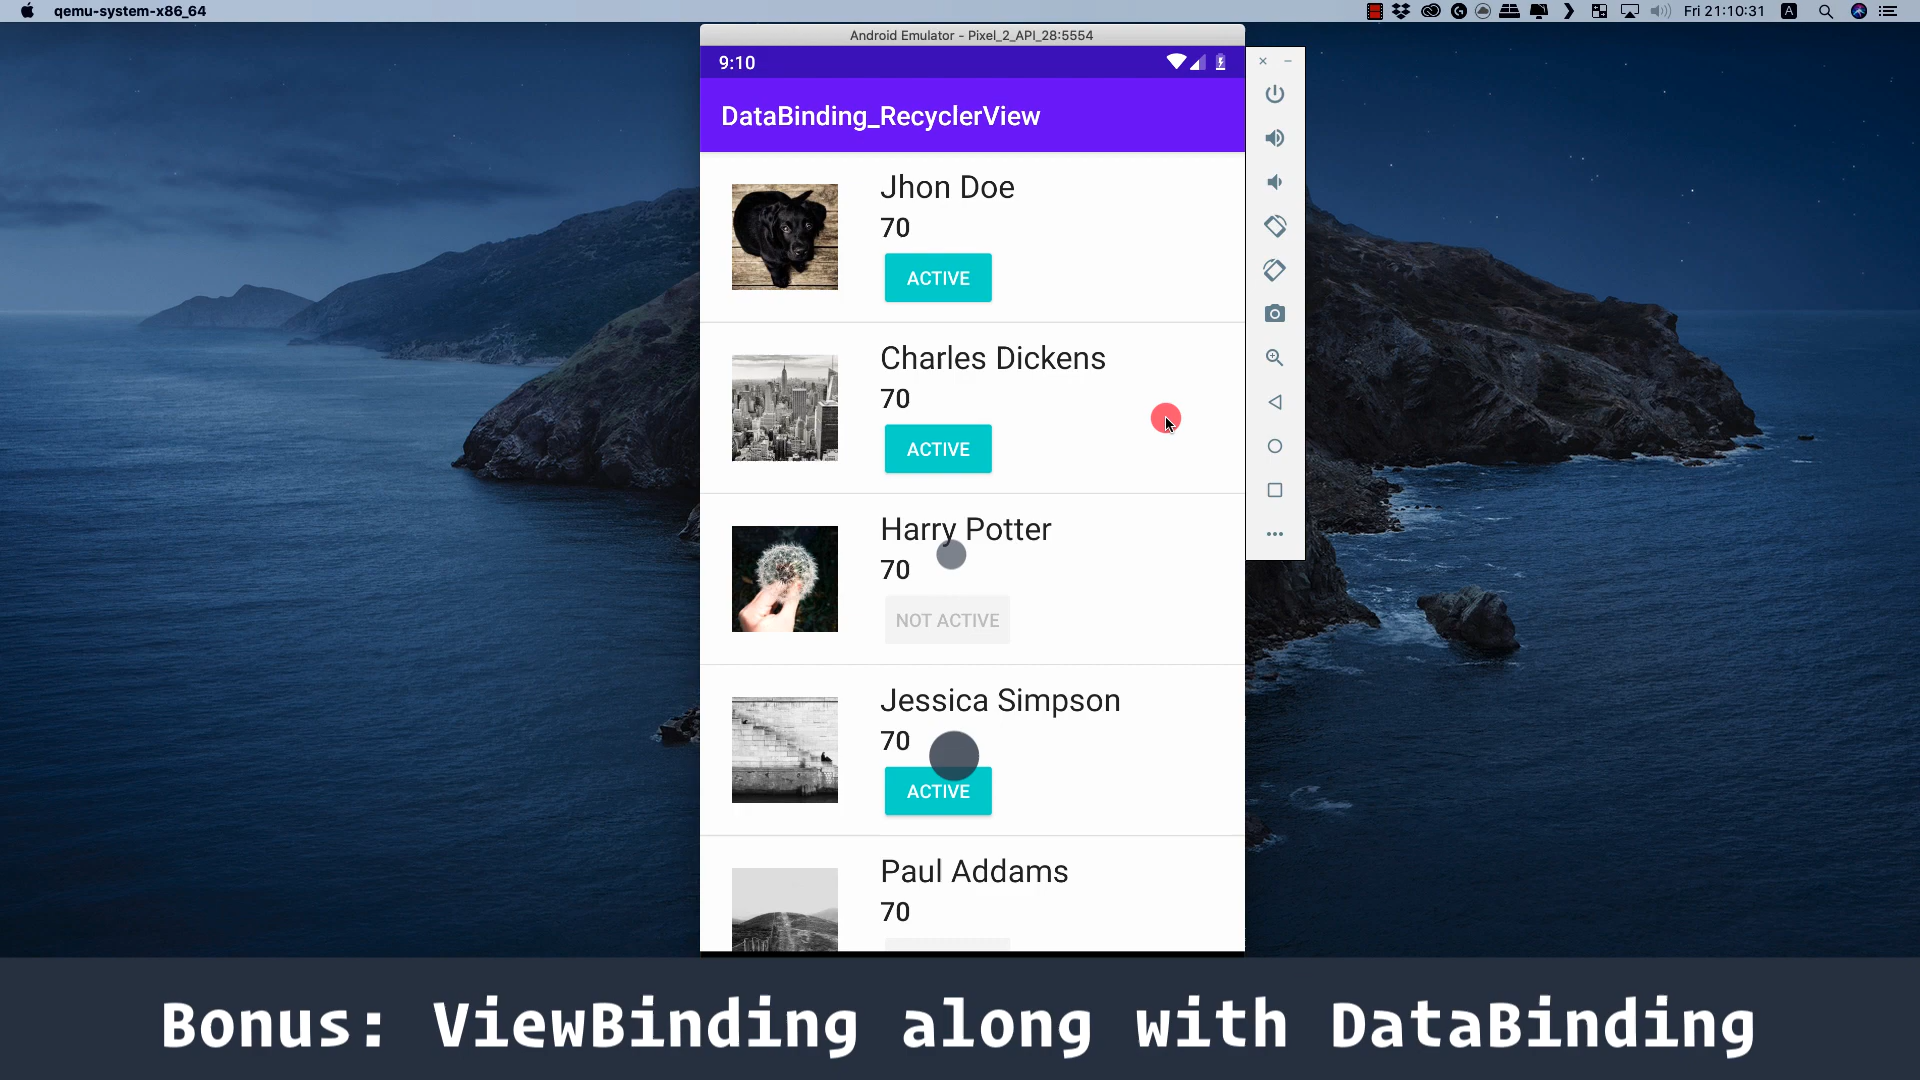 qemu-system-x86_64
Fri 21:10:31 A
Android Emulator - Pixel_2_API_28:5554
9:10
DataBinding_RecyclerView
Jhon Doe
70
ACTIVE
Charles Dickens
70
ACTIVE
Harry Potter
70
NOT ACTIVE
Jessica Simpson
70
ACTIVE
Paul Addams
70
Bonus: ViewBinding along with DataBinding